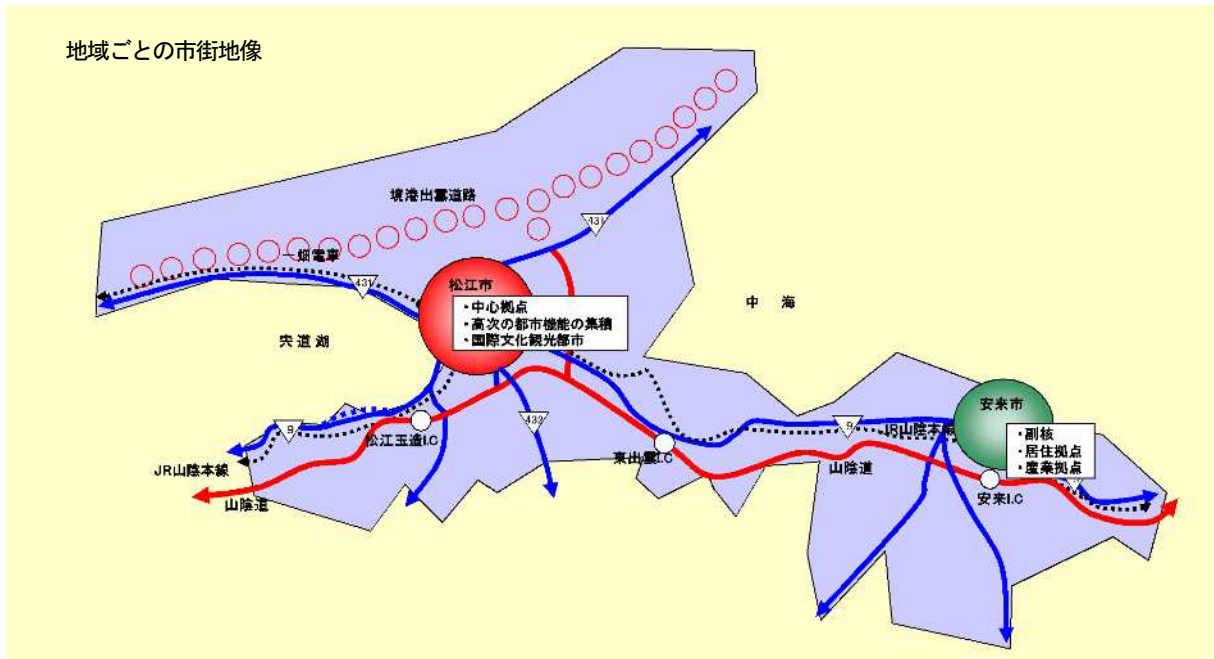 地域ごとの市街地像
境港出雲道路
431
一畑電車
431
松江市
・中心拠点
・高次の都市機能の集積
・国際文化観光都市
中 海
宍道湖
安来市
・副核
・居住拠点
・産業拠点
9
432
9
JR山陰本線
松江玉造I.C
東出雲I.C
山陰道
JR山陰本線
山陰道
安来I.C